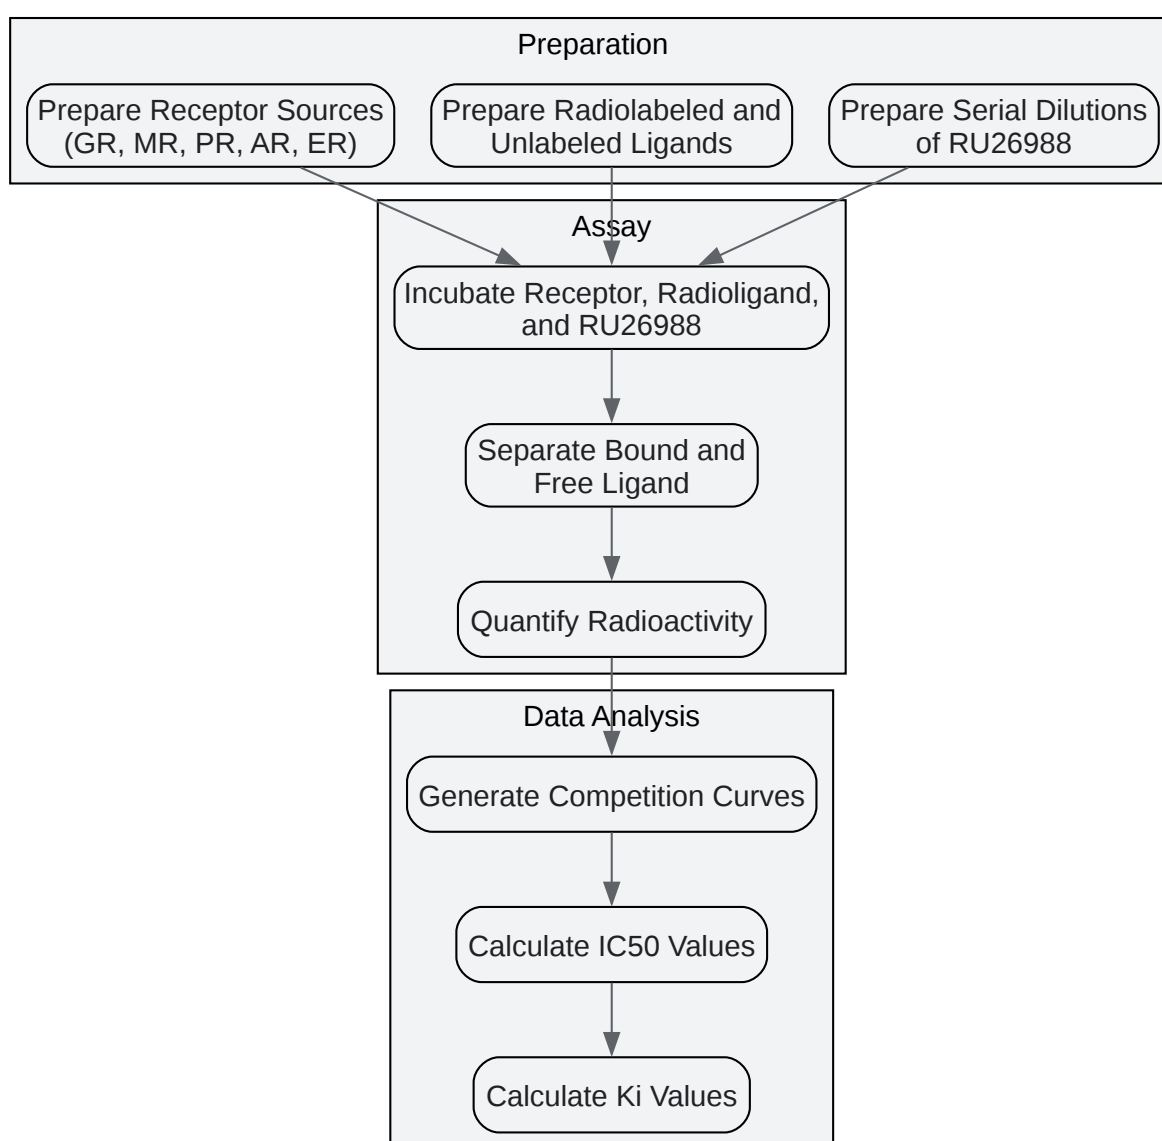 Preparation
Prepare Receptor Sources
(GR, MR, PR, AR, ER)
Prepare Radiolabeled and
Unlabeled Ligands
Prepare Serial Dilutions
of RU26988
Assay
Incubate Receptor, Radioligand,
and RU26988
Separate Bound and
Free Ligand
Quantify Radioactivity
Data Analysis
Generate Competition Curves
Calculate IC50 Values
Calculate Ki Values